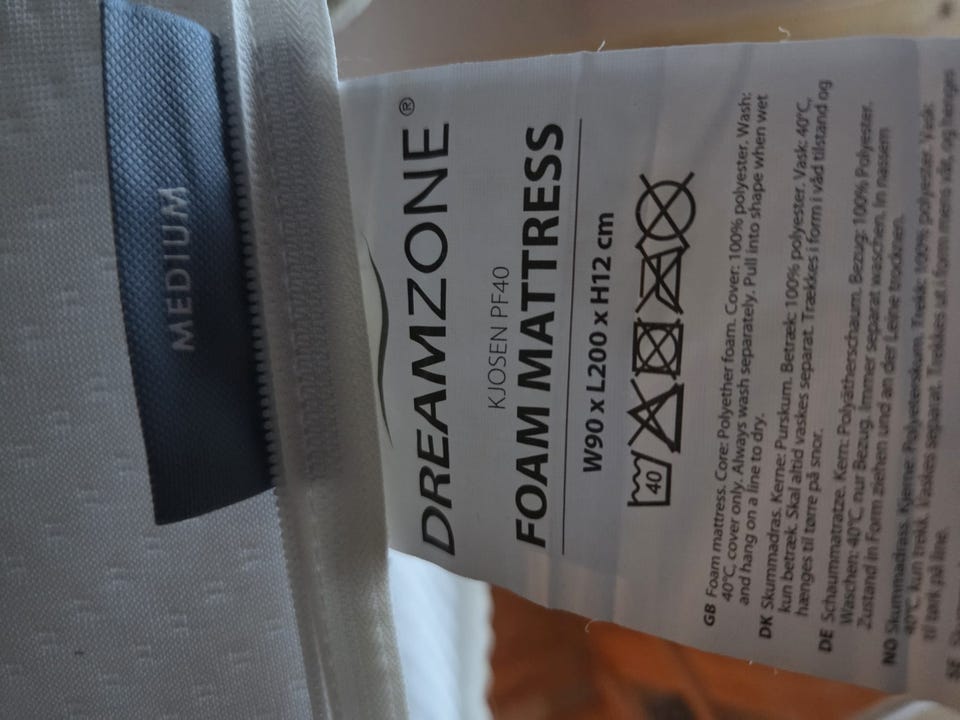 MEDIUM
DREAMZONE®
KJOSEN PF40
FOAM MATTRESS
W90 x L200 x H12 cm
40
GB Foam mattress. Core: Polyether foam. Cover: 100% polyester. Wash:
40°C, cover only. Always wash separately. Pull into shape when wet
and hang on a line to dry.
DK Skummadras. Kerne: Purskum. Betræk: 100% polyester. Vask: 40°C,
kun betræk. Skal altid vaskes separat. Trækkes i form i våd tilstand og
hænges til tørre på snor.
DE Schaummatratze. Kern: Polyätherschaum. Bezug: 100% Polyester.
Waschen: 40°C, nur Bezug. Immer separat waschen. In nassem
Zustand in Form ziehen und an der Leine trocknen.
NO Skummadrass. Kjerne: Polyeterskum. Trekk: 100% polyester. Vask
40°C, kun trekk. Vaskes separat. Trekkes ut i form mens våt, og henges
til tørk på line.
SE